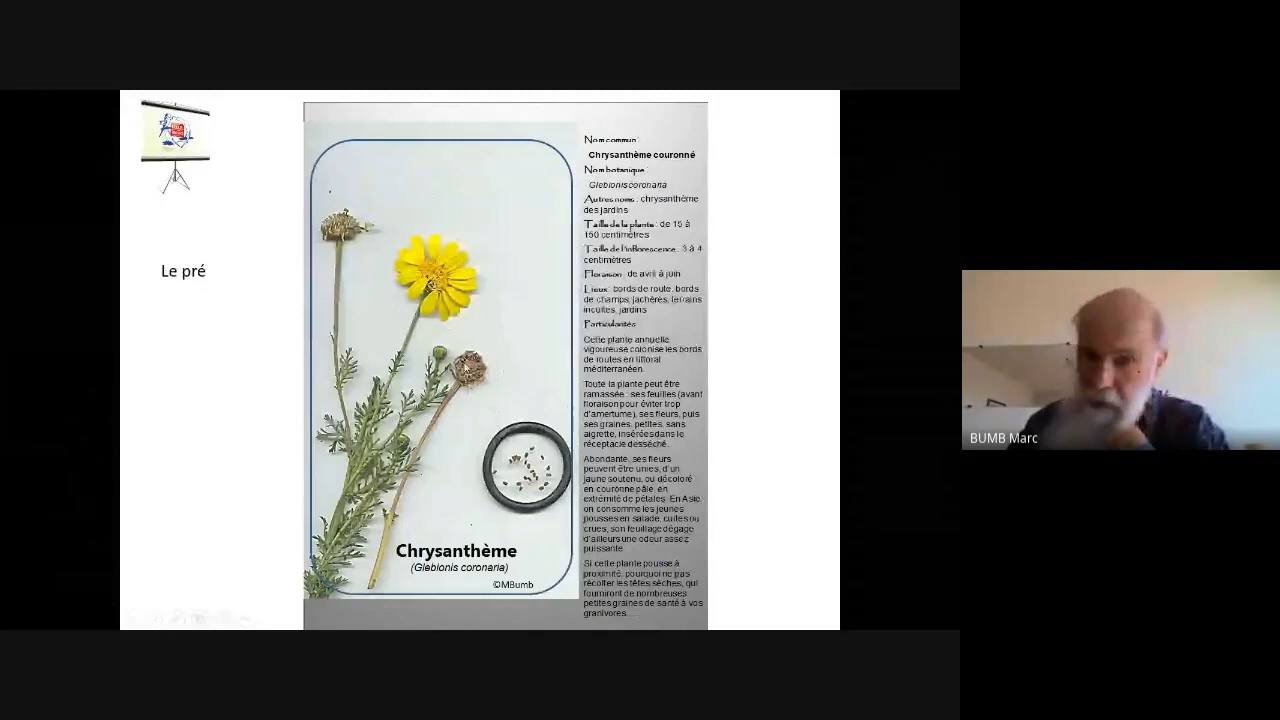 Le pré
Chrysanthème
(Glebionis coronaria)
©MBumb
Nom commun :
Chrysanthème couronné
Nom botanique :
Glebionis coronaria
Autres noms : chrysanthème
des jardins
Taille de la plante : de 15 à
150 centimètres
Taille de l'inflorescence : 3 à 4
centimètres
Floraison : de avril à juin
Lieux : bords de route, bords
de champs, jachères, terrains
incultes, jardins
Particularités
Cette plante annuelle
vigoureuse colonise les bords
de routes en littoral
méditerranéen.
Toute la plante peut être
ramassée : ses feuilles (avant
floraison pour éviter trop
d'amertume), ses fleurs, puis
ses graines, petites, sans
aigrette, insérées dans le
réceptacle desséché.
Abondante, ses fleurs
peuvent être unies, d'un
jaune soutenu, ou décoloré
en couronne pâle, en
extrémité de pétales. En Asie,
on consomme les jeunes
pousses en salade, cuites ou
crues, son feuillage dégage
d'ailleurs une odeur assez
puissante.
Si cette plante pousse à
proximité, pourquoi ne pas
récolter les têtes sèches, qui
fourniront de nombreuses
petites graines de santé à vos
granivores....
BUMB Marc